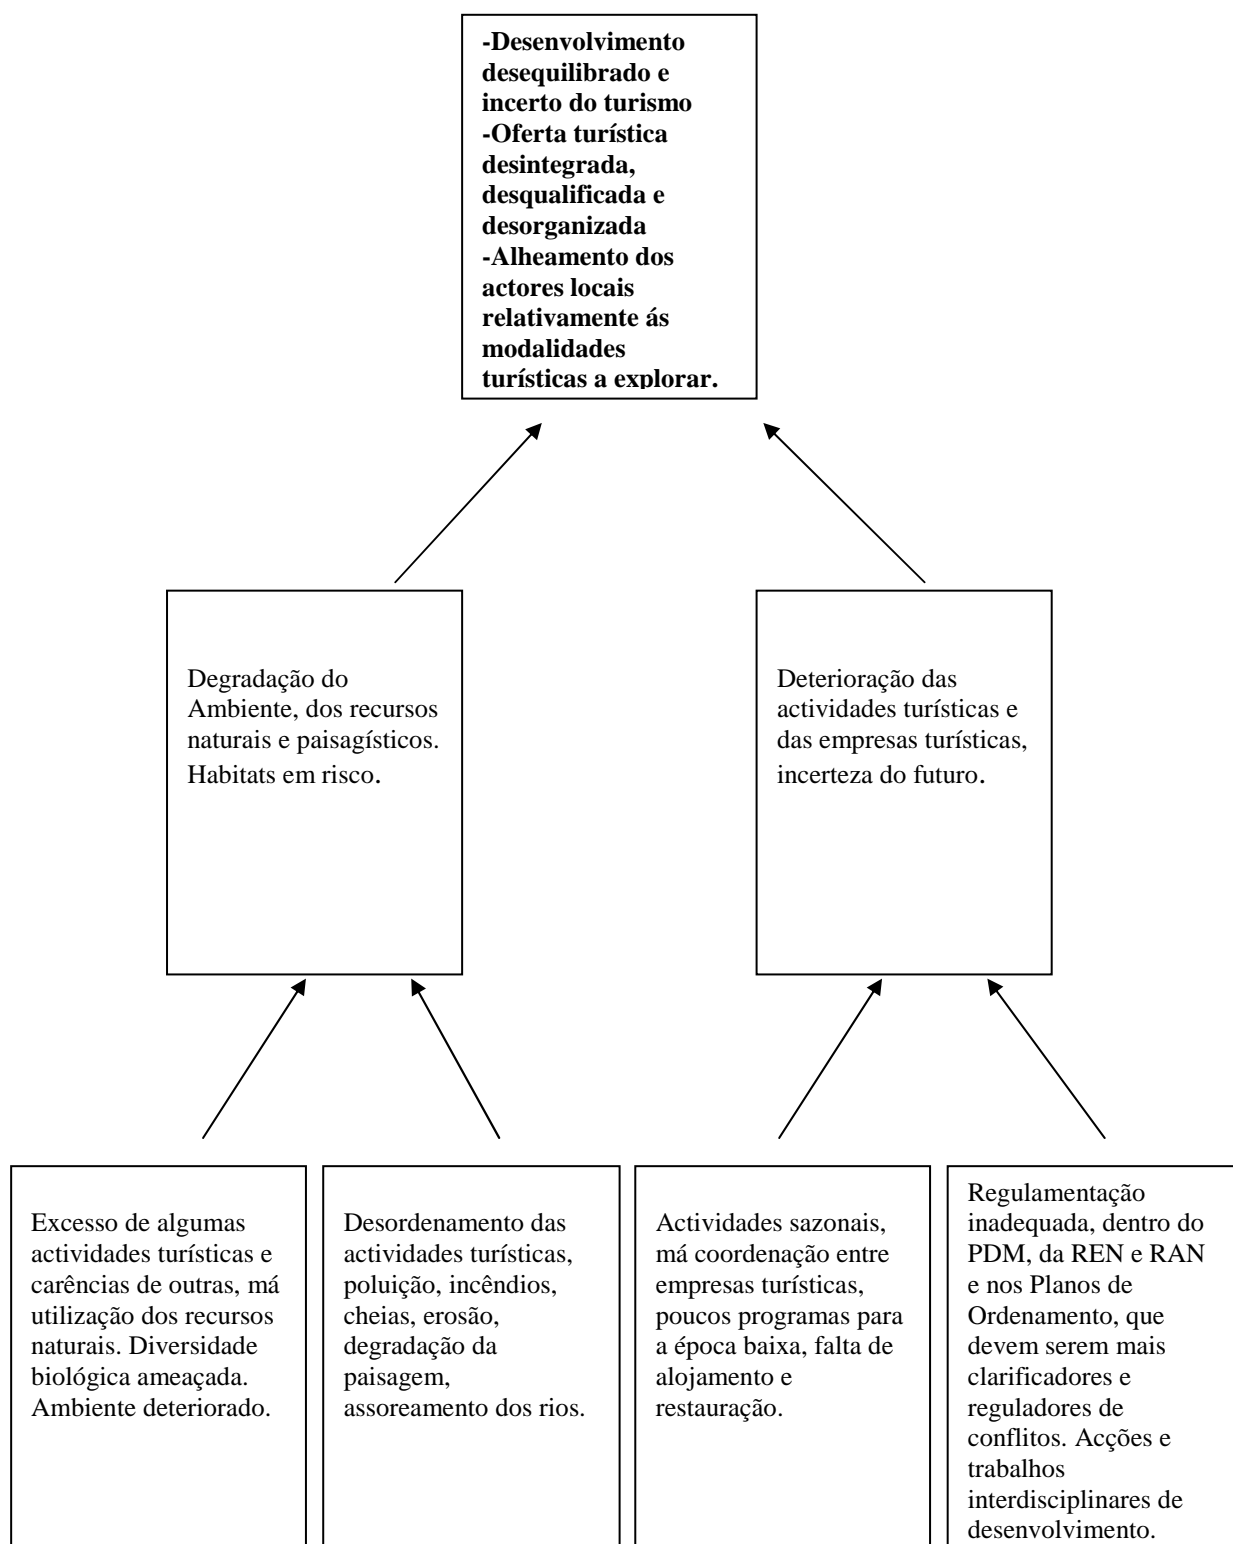 -Desenvolvimento
desequilibrado e
incerto do turismo
-Oferta turística
desintegrada,
desqualificada e
desorganizada
-Alheamento dos
actores locais
relativamente ás
modalidades
turísticas a explorar.
Degradação do
Ambiente, dos recursos
naturais e paisagísticos.
Habitats em risco.
Deterioração das
actividades turísticas e
das empresas turísticas,
incerteza do futuro.
Excesso de algumas
actividades turísticas e
carências de outras, má
utilização dos recursos
naturais. Diversidade
biológica ameaçada.
Ambiente deteriorado.
Desordenamento das
actividades turísticas,
poluição, incêndios,
cheias, erosão,
degradação da
paisagem,
assoreamento dos rios.
Actividades sazonais,
má coordenação entre
empresas turísticas,
poucos programas para
a época baixa, falta de
alojamento e
restauração.
Regulamentação
inadequada, dentro do
PDM, da REN e RAN
e nos Planos de
Ordenamento, que
devem serem mais
clarificadores e
reguladores de
conflitos. Acções e
trabalhos
interdisciplinares de
desenvolvimento.